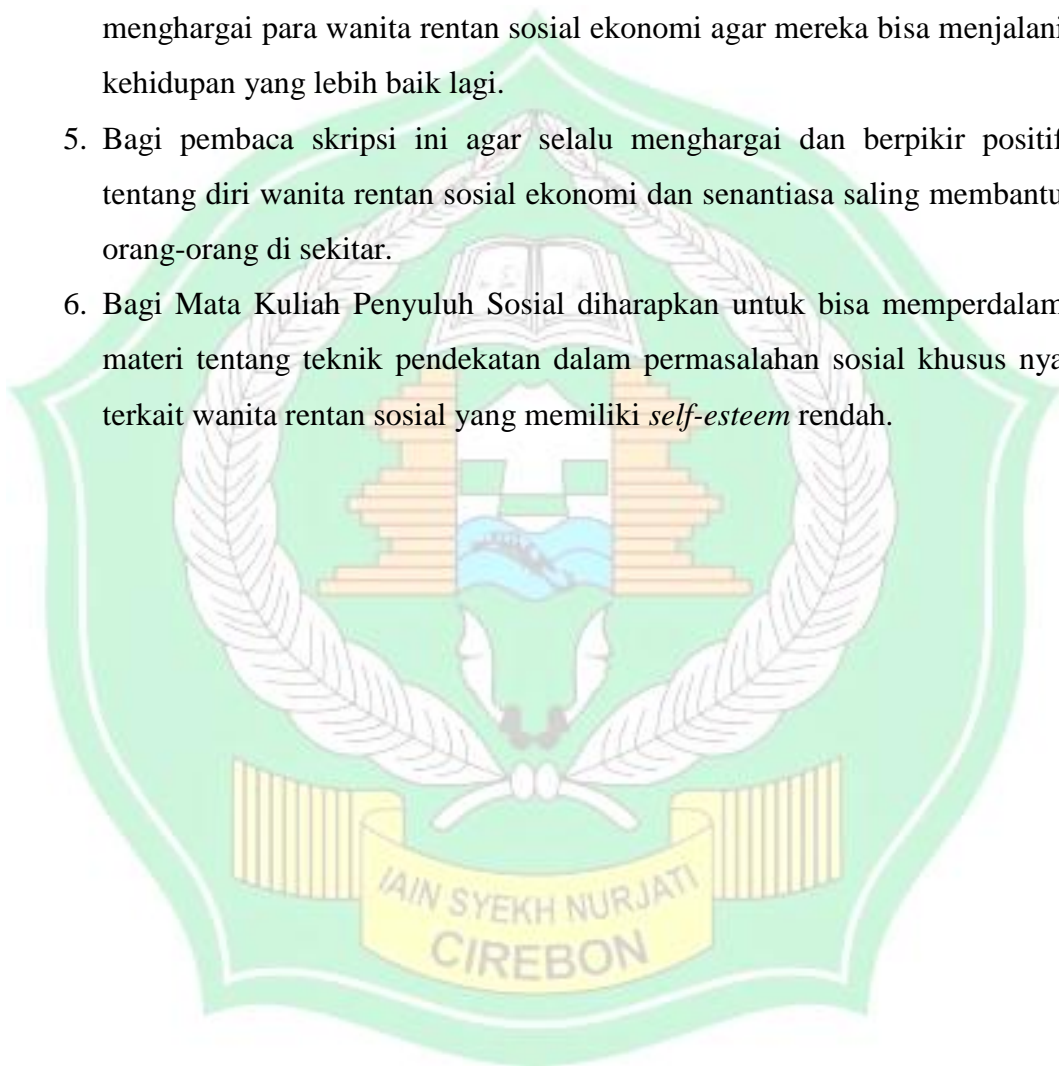 menghargai para wanita rentan sosial ekonomi agar mereka bisa menjalani
kehidupan yang lebih baik lagi.
5. Bagi pembaca skripsi ini agar selalu menghargai dan berpikir positif
tentang diri wanita rentan sosial ekonomi dan senantiasa saling membantu
orang-orang di sekitar.
6. Bagi Mata Kuliah Penyuluh Sosial diharapkan untuk bisa memperdalam
materi tentang teknik pendekatan dalam permasalahan sosial khusus nya
terkait wanita rentan sosial yang memiliki self-esteem rendah.
IAIN SYEKH NURJATI
CIREBON